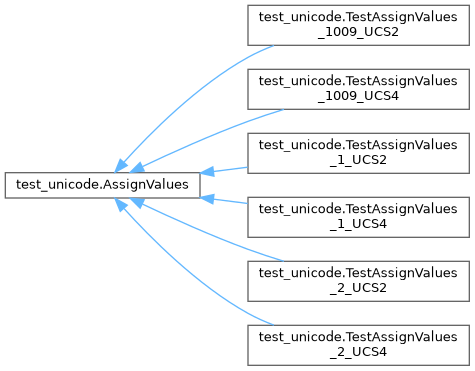 test_unicode.TestAssignValues
_1009_UCS2
test_unicode.TestAssignValues
_1009_UCS4
test_unicode.TestAssignValues
_1_UCS2
test_unicode.AssignValues
test_unicode.TestAssignValues
_1_UCS4
test_unicode.TestAssignValues
_2_UCS2
test_unicode.TestAssignValues
_2_UCS4